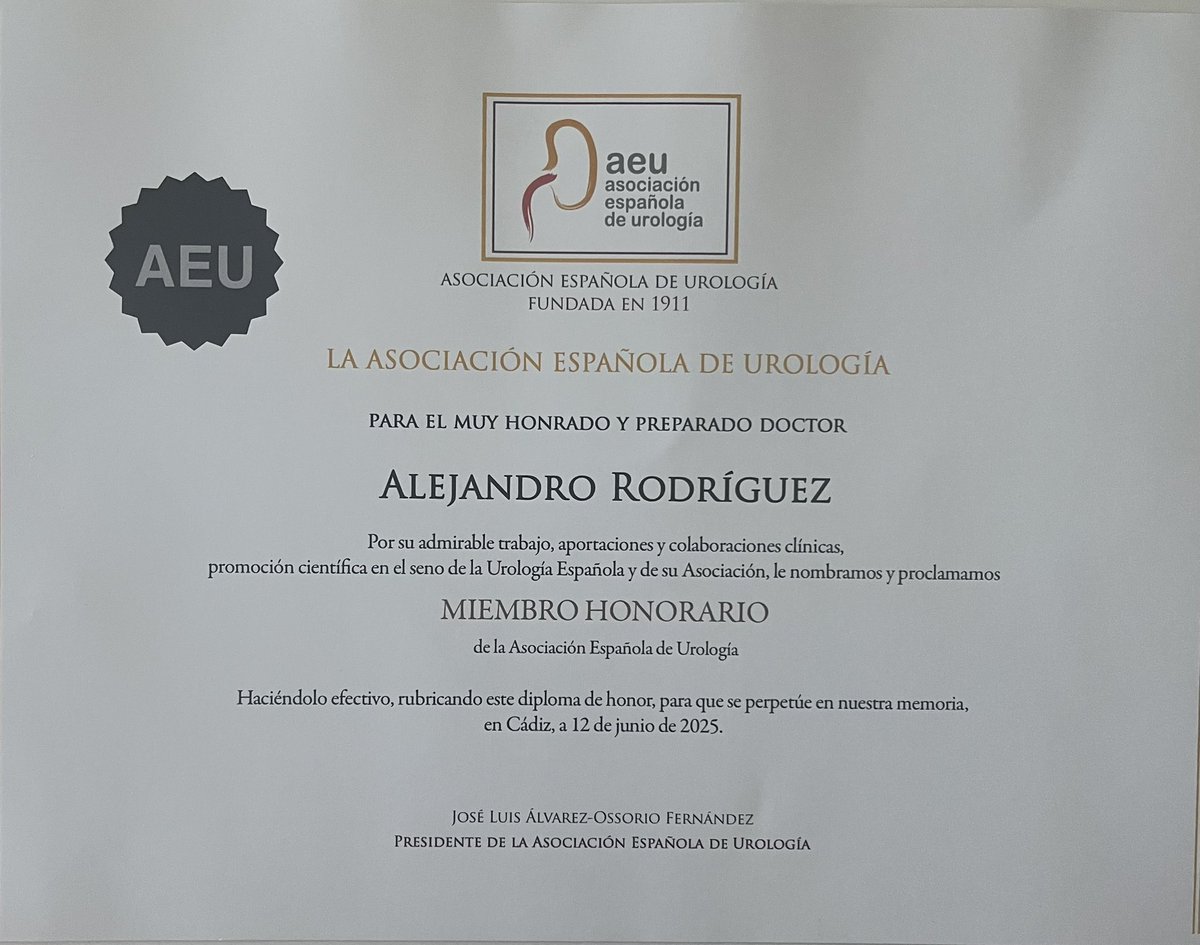 AEU
aeu
asociación
española
de urología
ASOCIACIÓN ESPAÑOLA DE UROLOGÍA
FUNDADA EN 1911
LA ASOCIACIÓN ESPAÑOLA DE UROLOGÍA
PARA EL MUY HONRADO Y PREPARADO DOCTOR
ALEJANDRO RODRÍGUEZ
Por su admirable trabajo, aportaciones y colaboraciones clínicas,
promoción científica en el seno de la Urología Española y de su Asociación, le nombramos y proclamamos
MIEMBRO HONORARIO
de la Asociación Española de Urología
Haciéndolo efectivo, rubricando este diploma de honor, para que se perpetúe en nuestra memoria,
en Cádiz, a 12 de junio de 2025.
JOSÉ LUIS ÁLVAREZ-OSSORIO FERNÁNDEZ
PRESIDENTE DE LA ASOCIACIÓN ESPAÑOLA DE UROLOGÍA